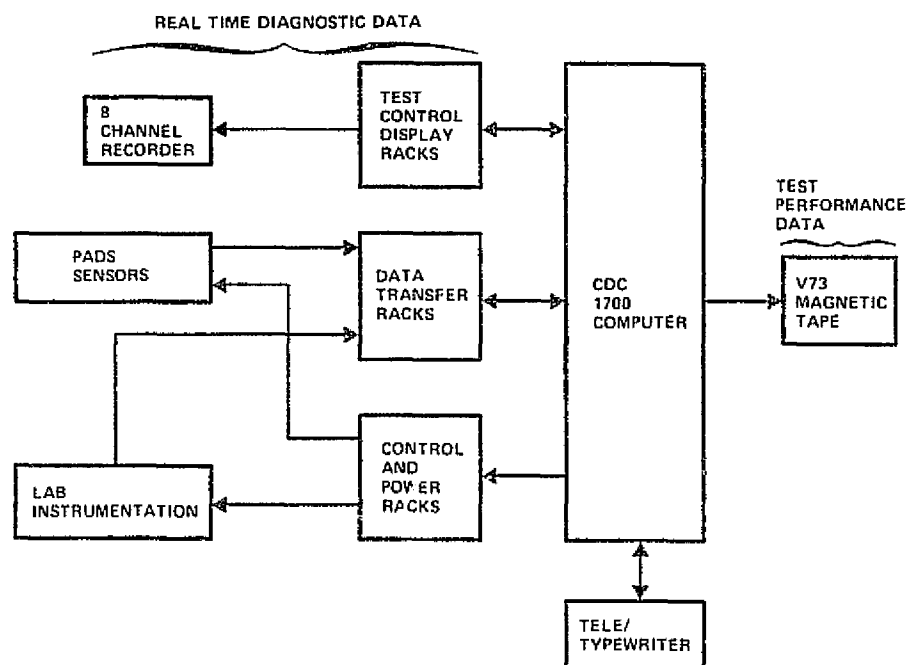 REAL TIME DIAGNOSTIC DATA
8
CHANNEL
RECORDER
TEST
CONTROL
DISPLAY
RACKS
PADS
SENSORS
DATA
TRANSFER
RACKS
CDC
1700
COMPUTER
TEST
PERFORMANCE
DATA
V73
MAGNETIC
TAPE
LAB
INSTRUMENTATION
CONTROL
AND
POWER
RACKS
TELE/
TYPEWRITER